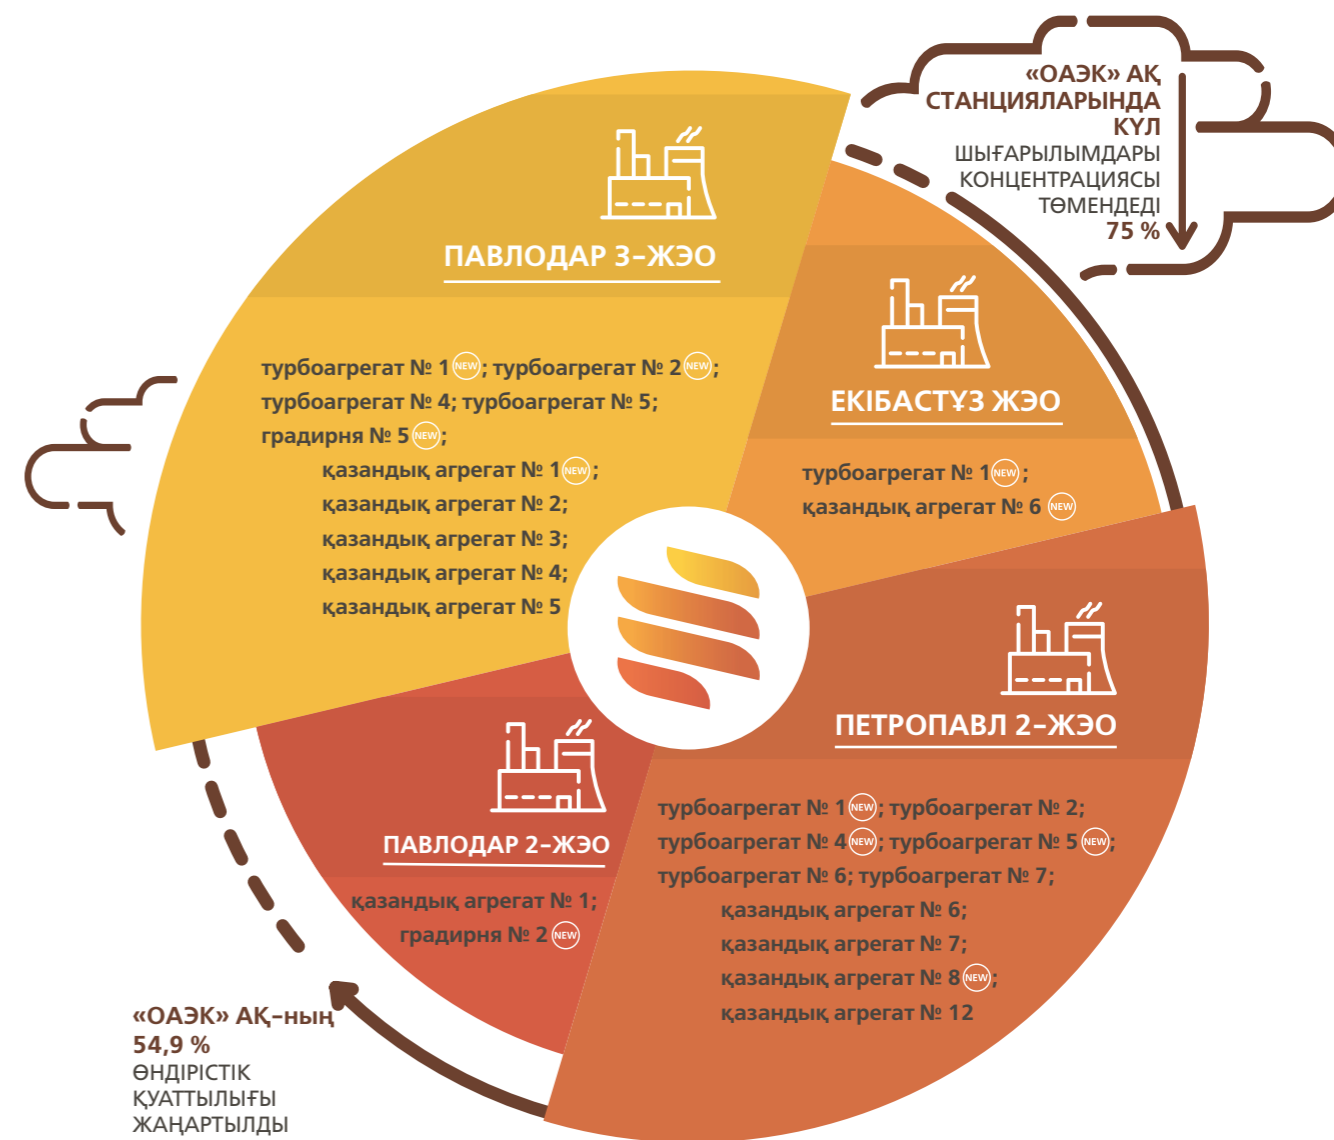 «ОАЭК» АҚ
СТАНЦИЯЛАРЫНДА
КҮЛ
ШЫҒАРЫЛЫМДАРЫ
КОНЦЕНТРАЦИЯСЫ
ТӨМЕНДЕДІ
75 %
ПАВЛОДАР 3-ЖЭО
турбоагрегат № 1 NEW; турбоагрегат № 2 NEW;
турбоагрегат № 4; турбоагрегат № 5;
градирня № 5 NEW;
қазандық агрегат № 1 NEW;
қазандық агрегат № 2;
қазандық агрегат № 3;
қазандық агрегат № 4;
қазандық агрегат № 5
ЕКІБАСТҰЗ ЖЭО
турбоагрегат № 1 NEW;
қазандық агрегат № 6 NEW
ПЕТРОПАВЛ 2-ЖЭО
турбоагрегат № 1 NEW; турбоагрегат № 2;
турбоагрегат № 4 NEW; турбоагрегат № 5 NEW;
турбоагрегат № 6; турбоагрегат № 7;
қазандық агрегат № 6;
қазандық агрегат № 7;
қазандық агрегат № 8 NEW;
қазандық агрегат № 12
ПАВЛОДАР 2-ЖЭО
қазандық агрегат № 1;
градирня № 2 NEW
«ОАЭК» АҚ-ның
54,9 %
ӨНДІРІСТІК
ҚУАТТЫЛЫҒЫ
ЖАҢАРТЫЛДЫ